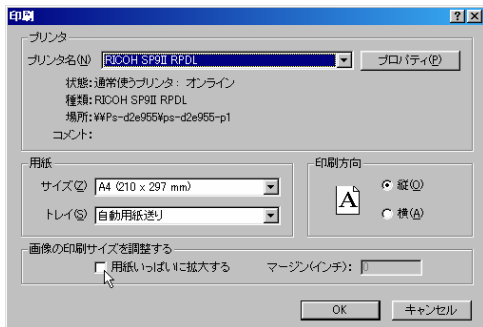 印刷
プリンタ
プリンタ名(N) RICOH SP9II RPDL プロパティ(P)
状態:通常使うプリンタ: オンライン
種類:RICOH SP9II RPDL
場所:¥¥Ps-d2e955¥ps-d2e955-p1
コメント:
用紙 印刷方向
サイズ(Z) A4 (210 x 297 mm) A 縦(O)
トレイ(S) 自動用紙送り 横(A)
画像の印刷サイズを調整する
用紙いっぱいに拡大する マージン(インチ): 0
OK キャンセル